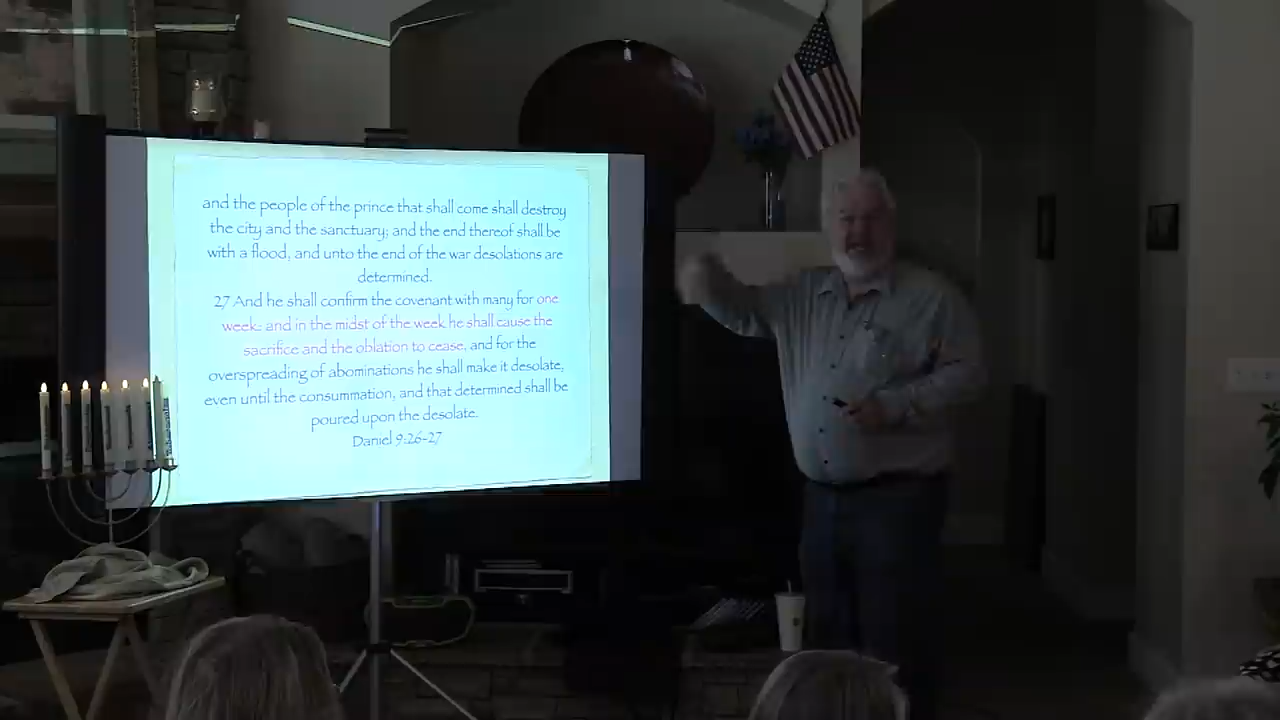 and the people of the prince that shall come shall destroy
the city and the sanctuary; and the end thereof shall be
with a flood, and unto the end of the war desolations are
determined.
27 And he shall confirm the covenant with many for one
week: and in the midst of the week he shall cause the
sacrifice and the oblation to cease, and for the
overspreading of abominations he shall make it desolate,
even until the consummation, and that determined shall be
poured upon the desolate.
Daniel 9:26-27